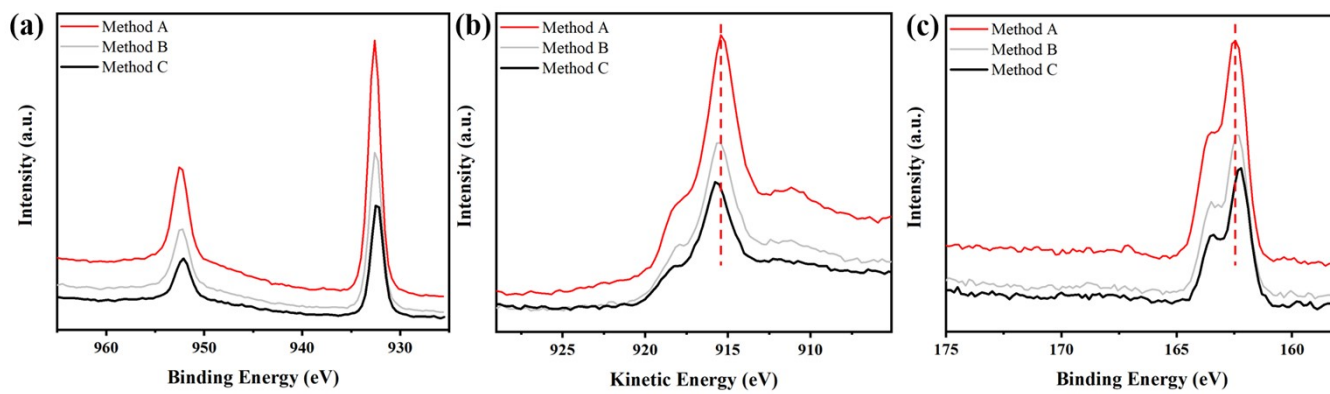 (a)
Method A
Method B
Method C
Intensity (a.u.)
960 950 940 930
Binding Energy (eV)
(b)
Method A
Method B
Method C
Intensity (a.u.)
925 920 915 910
Kinetic Energy (eV)
(c)
Method A
Method B
Method C
Intensity (a.u.)
175 170 165 160
Binding Energy (eV)